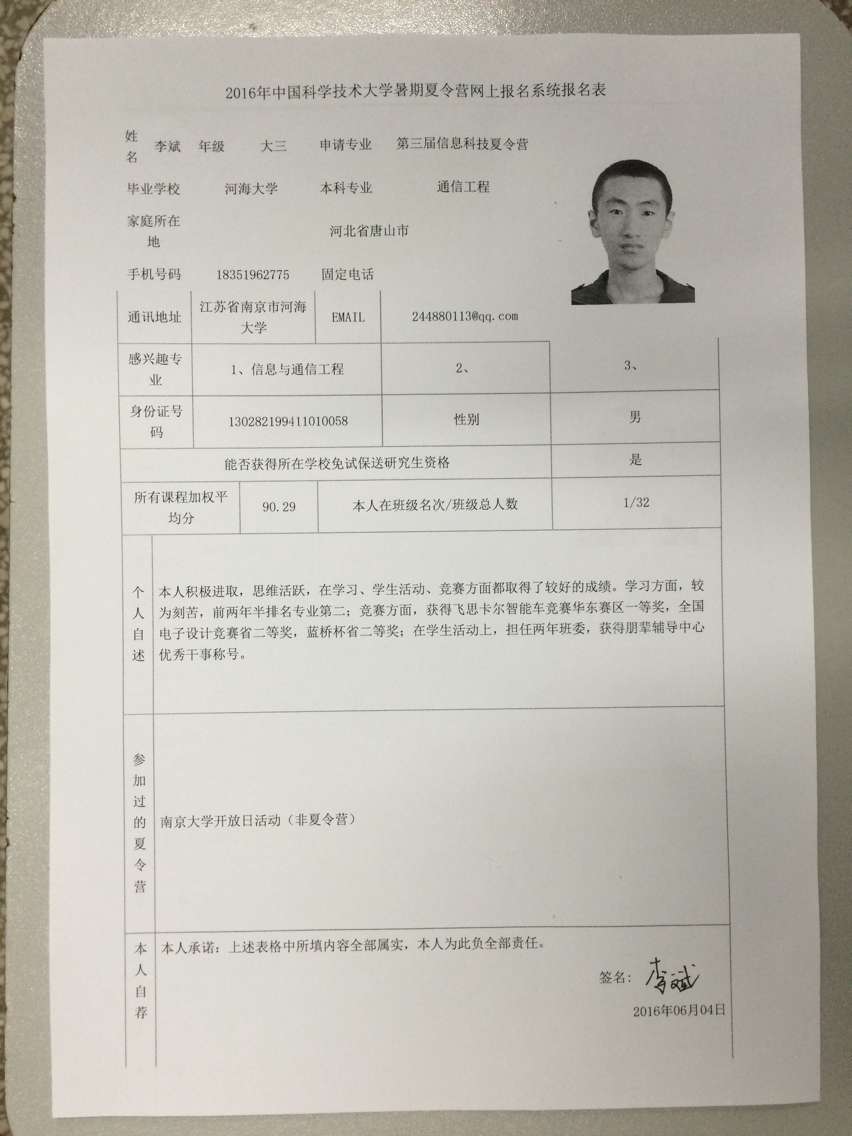 2016年中国科学技术大学暑期夏令营网上报名系统报名表
姓名 李斌 年级 大三 申请专业 第三届信息科技夏令营
毕业学校 河海大学 本科专业 通信工程
家庭所在地 河北省唐山市
手机号码 18351962775 固定电话
通讯地址 江苏省南京市河海大学 EMAIL 244880113@qq.com
感兴趣专业 1、信息与通信工程 2、 3、
身份证号码 130282199411010058 性别 男
能否获得所在学校免试保送研究生资格 是
所有课程加权平均分 90.29 本人在班级名次/班级总人数 1/32
个人自述
本人积极进取，思维活跃，在学习、学生活动、竞赛方面都取得了较好的成绩。学习方面，较
为刻苦，前两年半排名专业第二；竞赛方面，获得飞思卡尔智能车竞赛华东赛区一等奖，全国
电子设计竞赛省二等奖，蓝桥杯省二等奖；在学生活动上，担任两年班委，获得朋辈辅导中心
优秀干事称号。
参加过的夏令营
南京大学开放日活动（非夏令营）
本人自荐
本人承诺：上述表格中所填内容全部属实，本人为此负全部责任。
签名：李斌
2016年06月04日